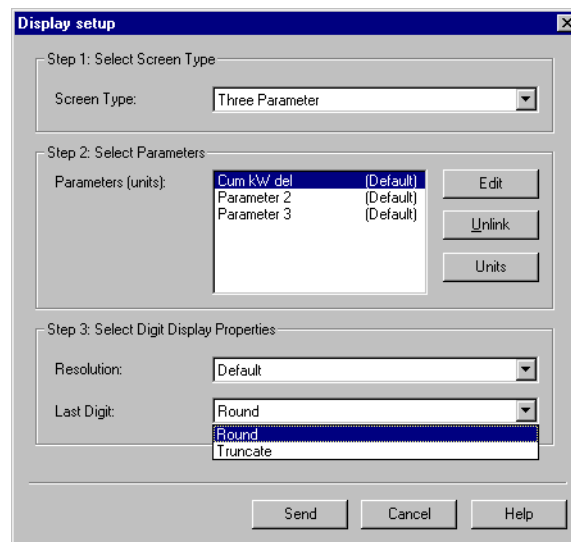 Display setup
Step 1: Select Screen Type
Screen Type: Three Parameter
Step 2: Select Parameters
Parameters (units): Cum kW del (Default) Edit
Parameter 2 (Default)
Parameter 3 (Default)
Unlink
Units
Step 3: Select Digit Display Properties
Resolution: Default
Last Digit: Round
Round
Truncate
Send Cancel Help